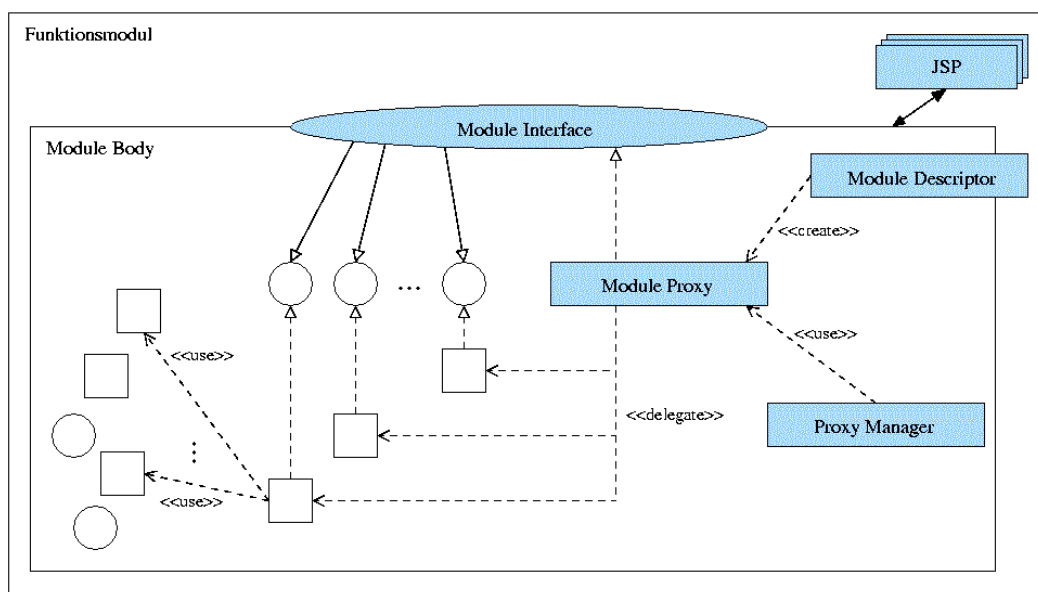 Funktionsmodul
JSP
Module Interface
Module Body
Module Descriptor
<<create>>
Module Proxy
...
<<use>>
<<use>>
<<delegate>>
Proxy Manager
<<use>>